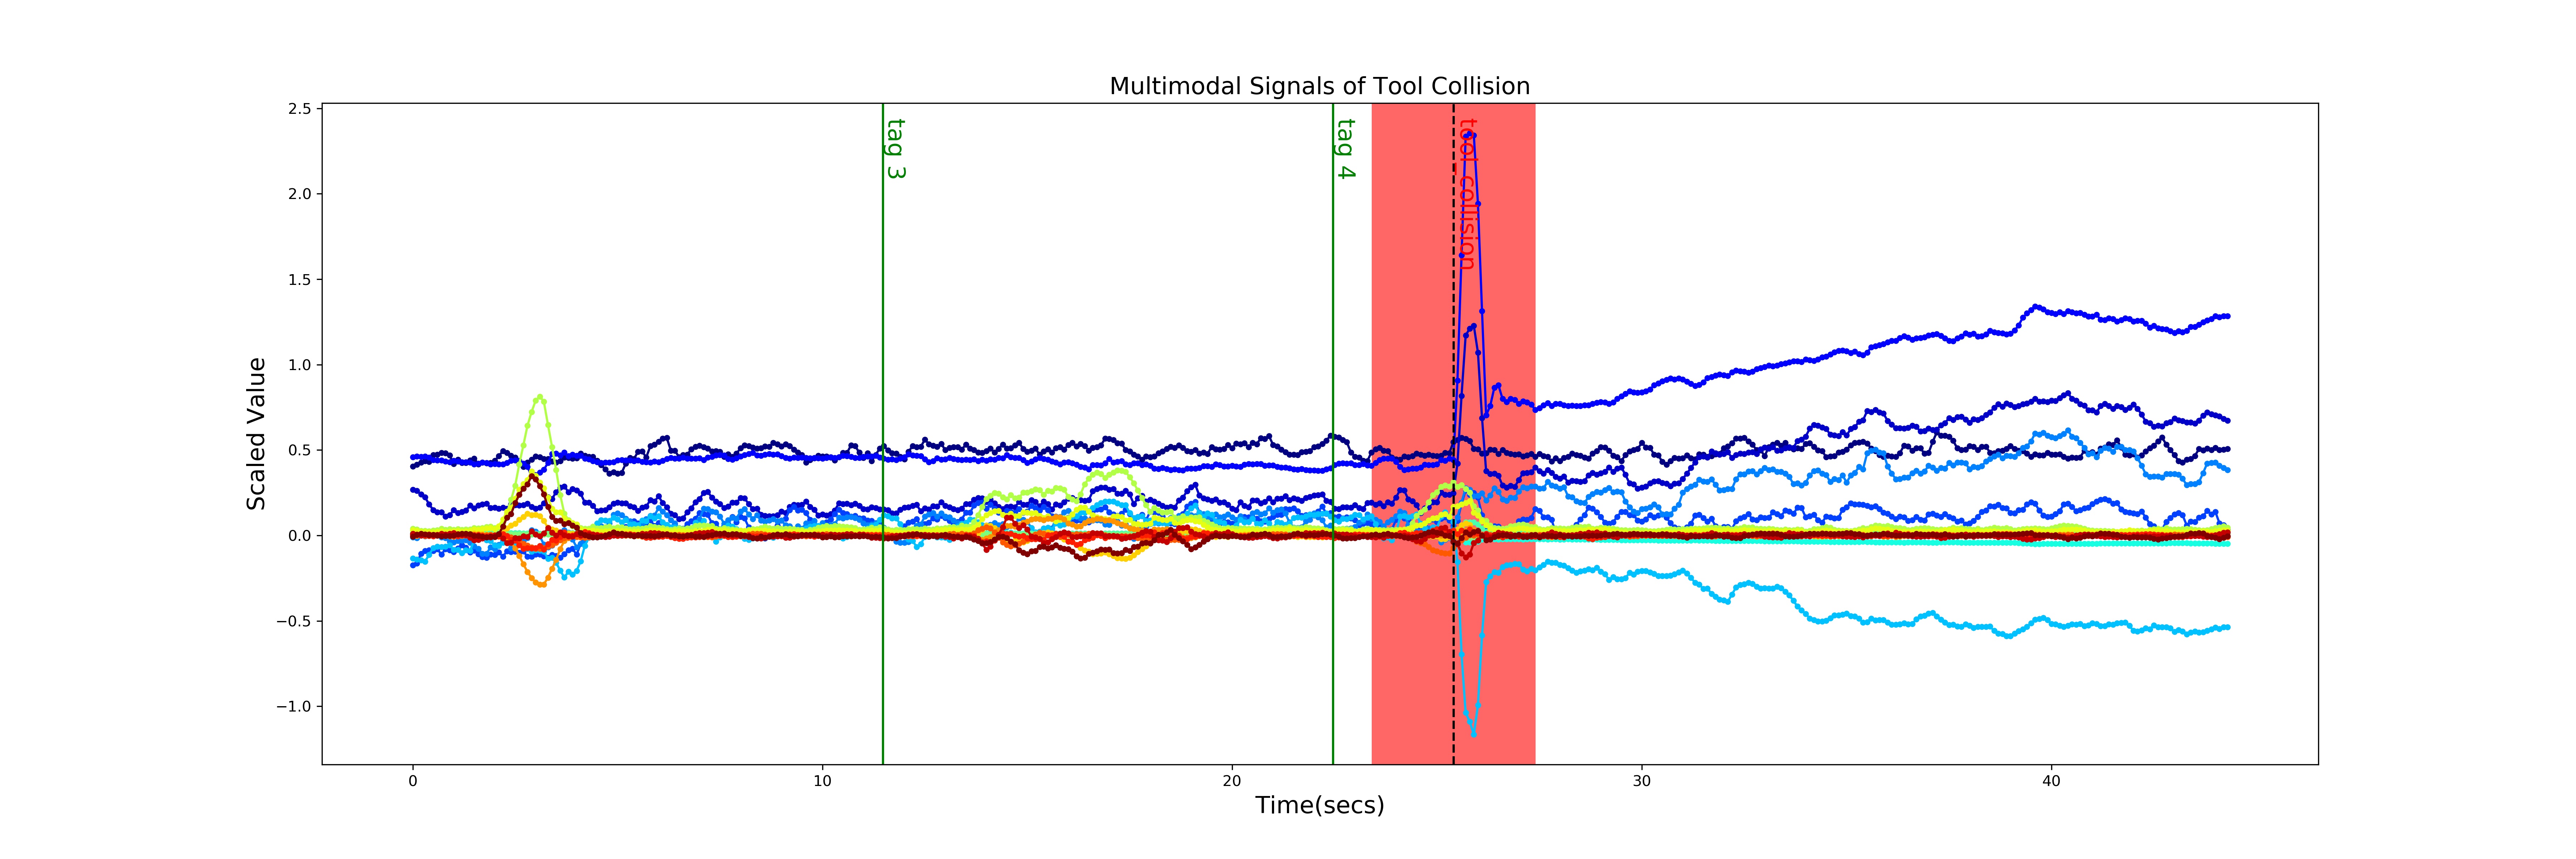 Multimodal Signals of Tool Collision
2.5
2.0
1.5
1.0
0.5
0.0
−0.5
−1.0
Scaled Value
tag 3
tag 4
tool collision
0
10
20
30
40
Time(secs)